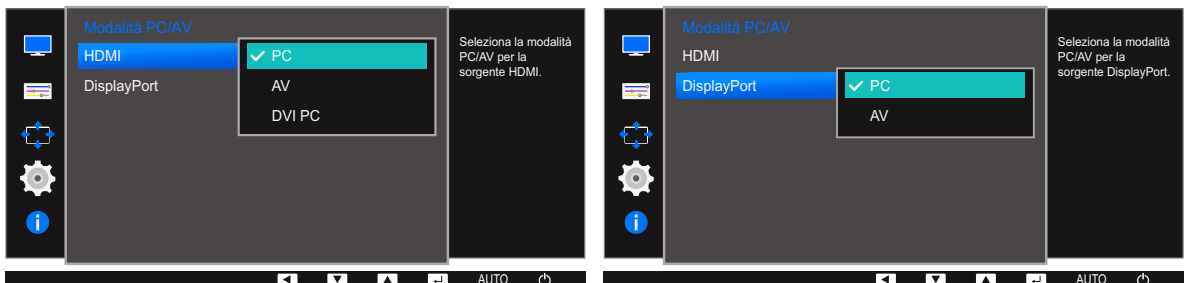 Modalità PC/AV
HDMI
PC
DisplayPort
AV
DVI PC
Seleziona la modalità
PC/AV per la
sorgente HDMI.
AUTO
Modalità PC/AV
HDMI
DisplayPort
PC
AV
Seleziona la modalità
PC/AV per la
sorgente DisplayPort.
AUTO